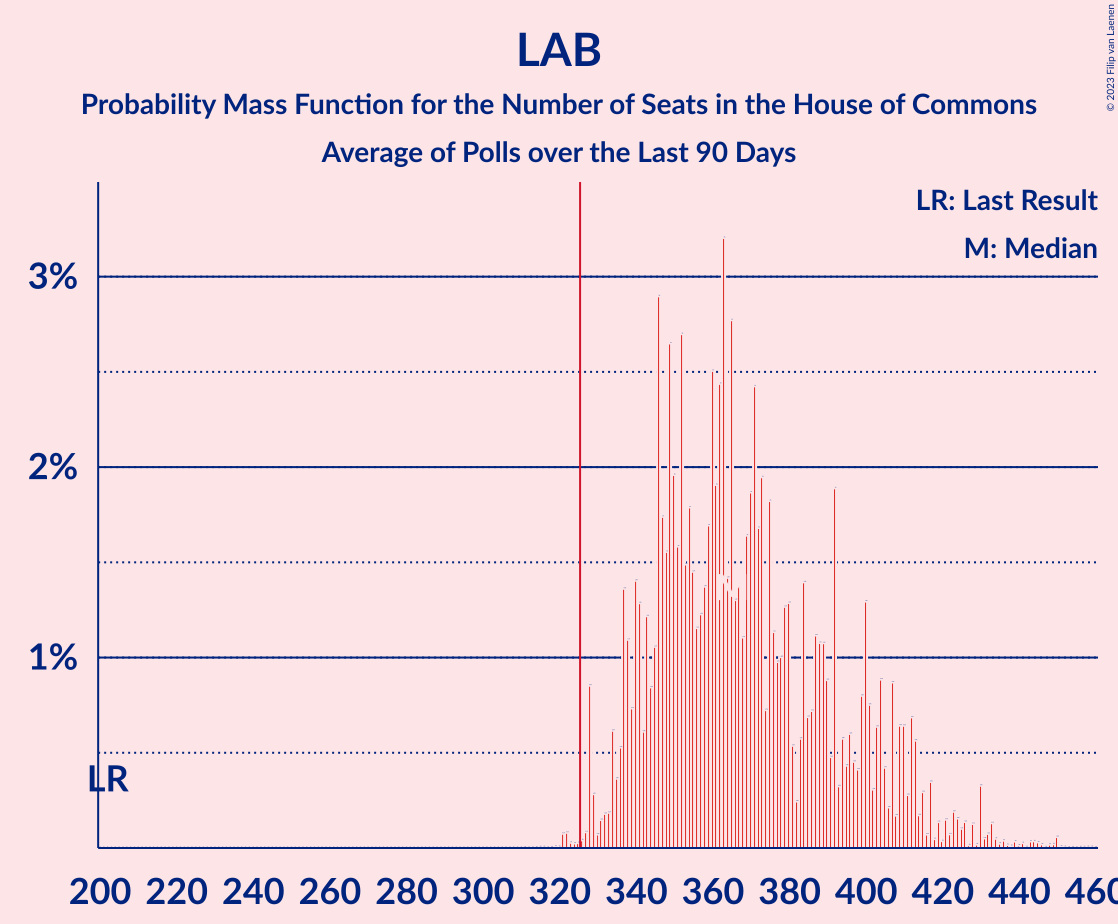 LAB
Probability Mass Function for the Number of Seats in the House of Commons
Average of Polls over the Last 90 Days
© 2023 Filip van Laenen
LR: Last Result
M: Median
3%
2%
1%
LR
200 220 240 260 280 300 320 340 360 380 400 420 440 460